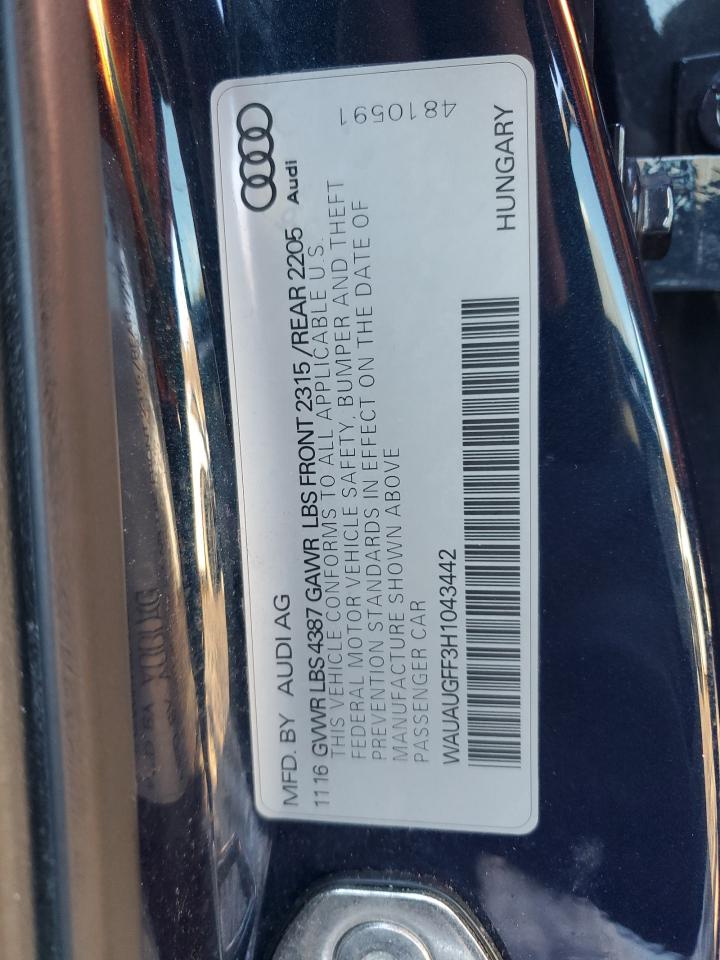 Audi
4810591
MFD. BY AUDI AG
11 16 GVWR LBS 4387 GAWR LBS FRONT 2315 /REAR 2205
THIS VEHICLE CONFORMS TO ALL APPLICABLE U.S.
FEDERAL MOTOR VEHICLE SAFETY, BUMPER AND THEFT
PREVENTION STANDARDS IN EFFECT ON THE DATE OF
MANUFACTURE SHOWN ABOVE
PASSENGER CAR
WAUAUGFF3H1043442
HUNGARY